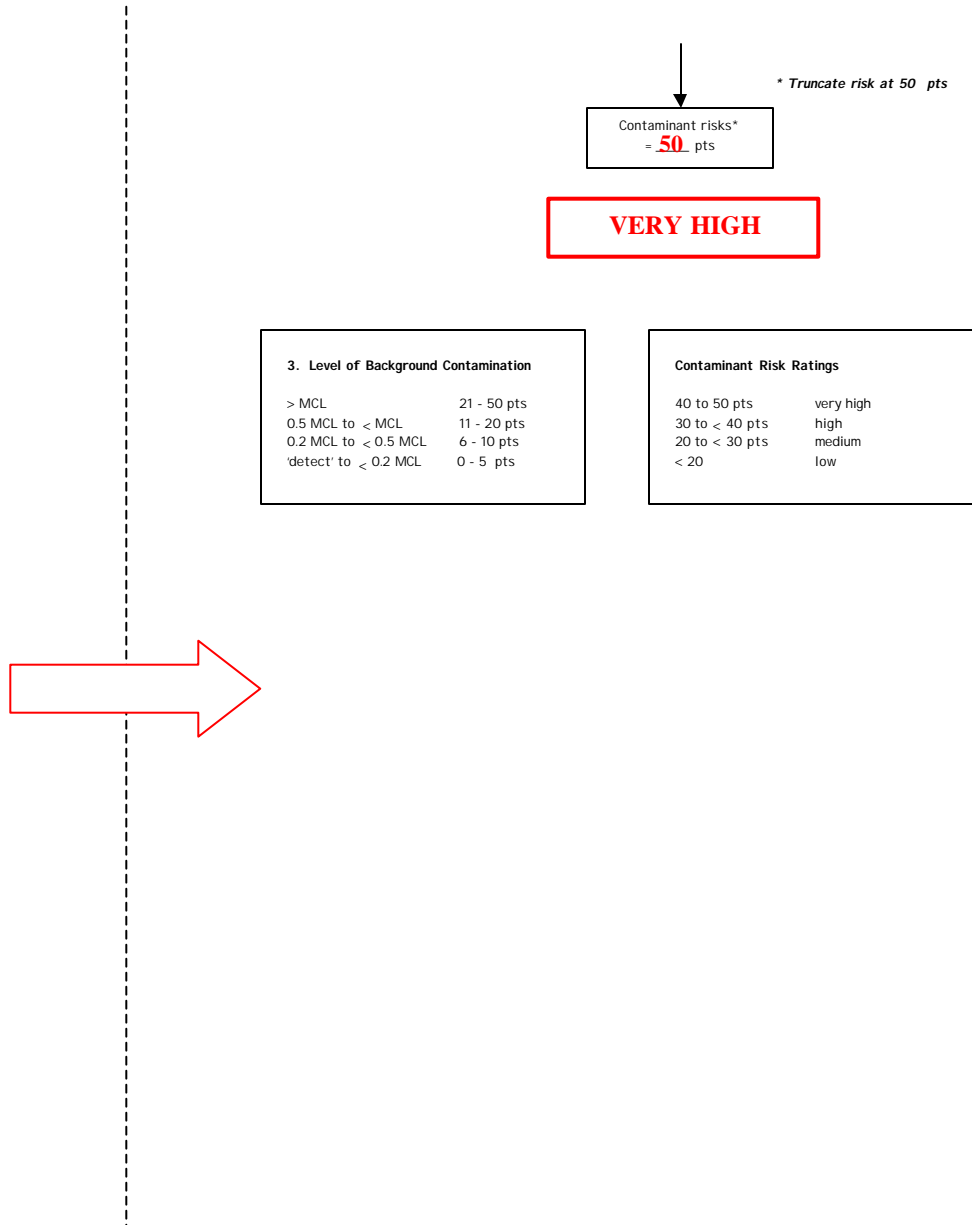 * Truncate risk at 50 pts
Contaminant risks*
= 50 pts
VERY HIGH
3. Level of Background Contamination
> MCL 21 - 50 pts
0.5 MCL to < MCL 11 - 20 pts
0.2 MCL to < 0.5 MCL 6 - 10 pts
'detect' to < 0.2 MCL 0 - 5 pts
Contaminant Risk Ratings
40 to 50 pts very high
30 to < 40 pts high
20 to < 30 pts medium
< 20 low